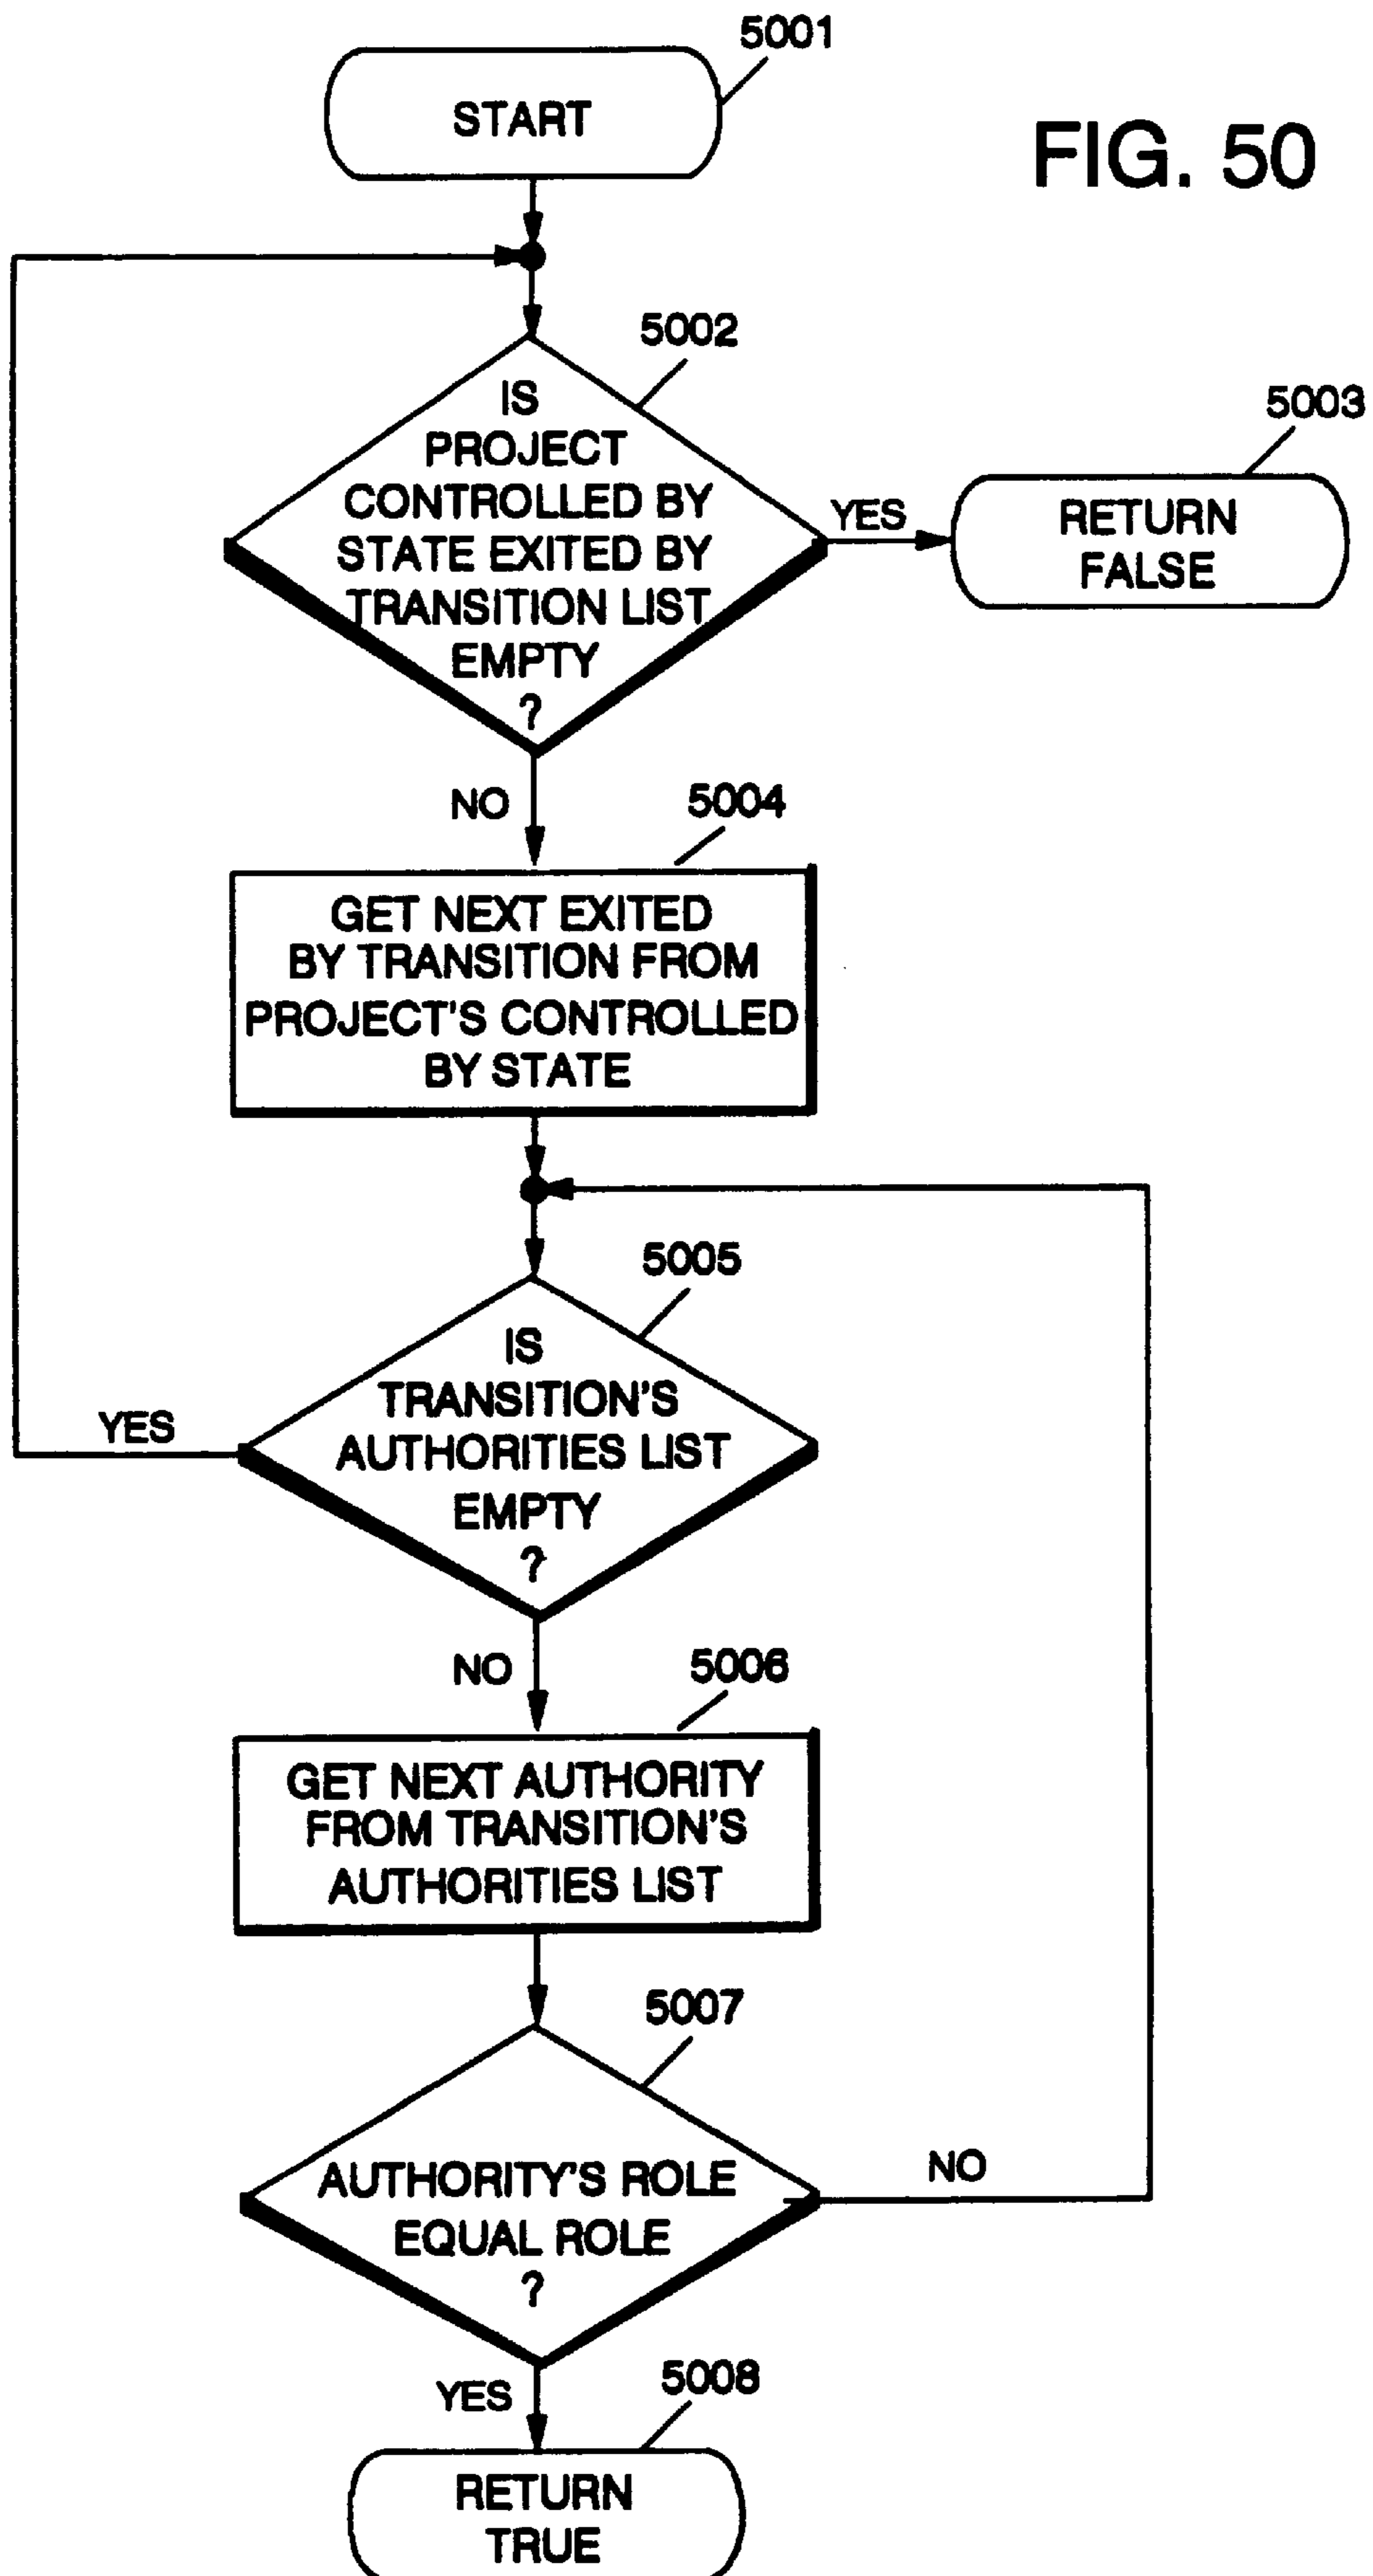 5001
START
FIG. 50
5002
IS
PROJECT
CONTROLLED BY
STATE EXITED BY
TRANSITION LIST
EMPTY
?
YES
5003
RETURN
FALSE
NO
5004
GET NEXT EXITED
BY TRANSITION FROM
PROJECT'S CONTROLLED
BY STATE
5005
IS
TRANSITION'S
AUTHORITIES LIST
EMPTY
?
YES
NO
5006
GET NEXT AUTHORITY
FROM TRANSITION'S
AUTHORITIES LIST
5007
AUTHORITY'S ROLE
EQUAL ROLE
?
NO
YES
5008
RETURN
TRUE